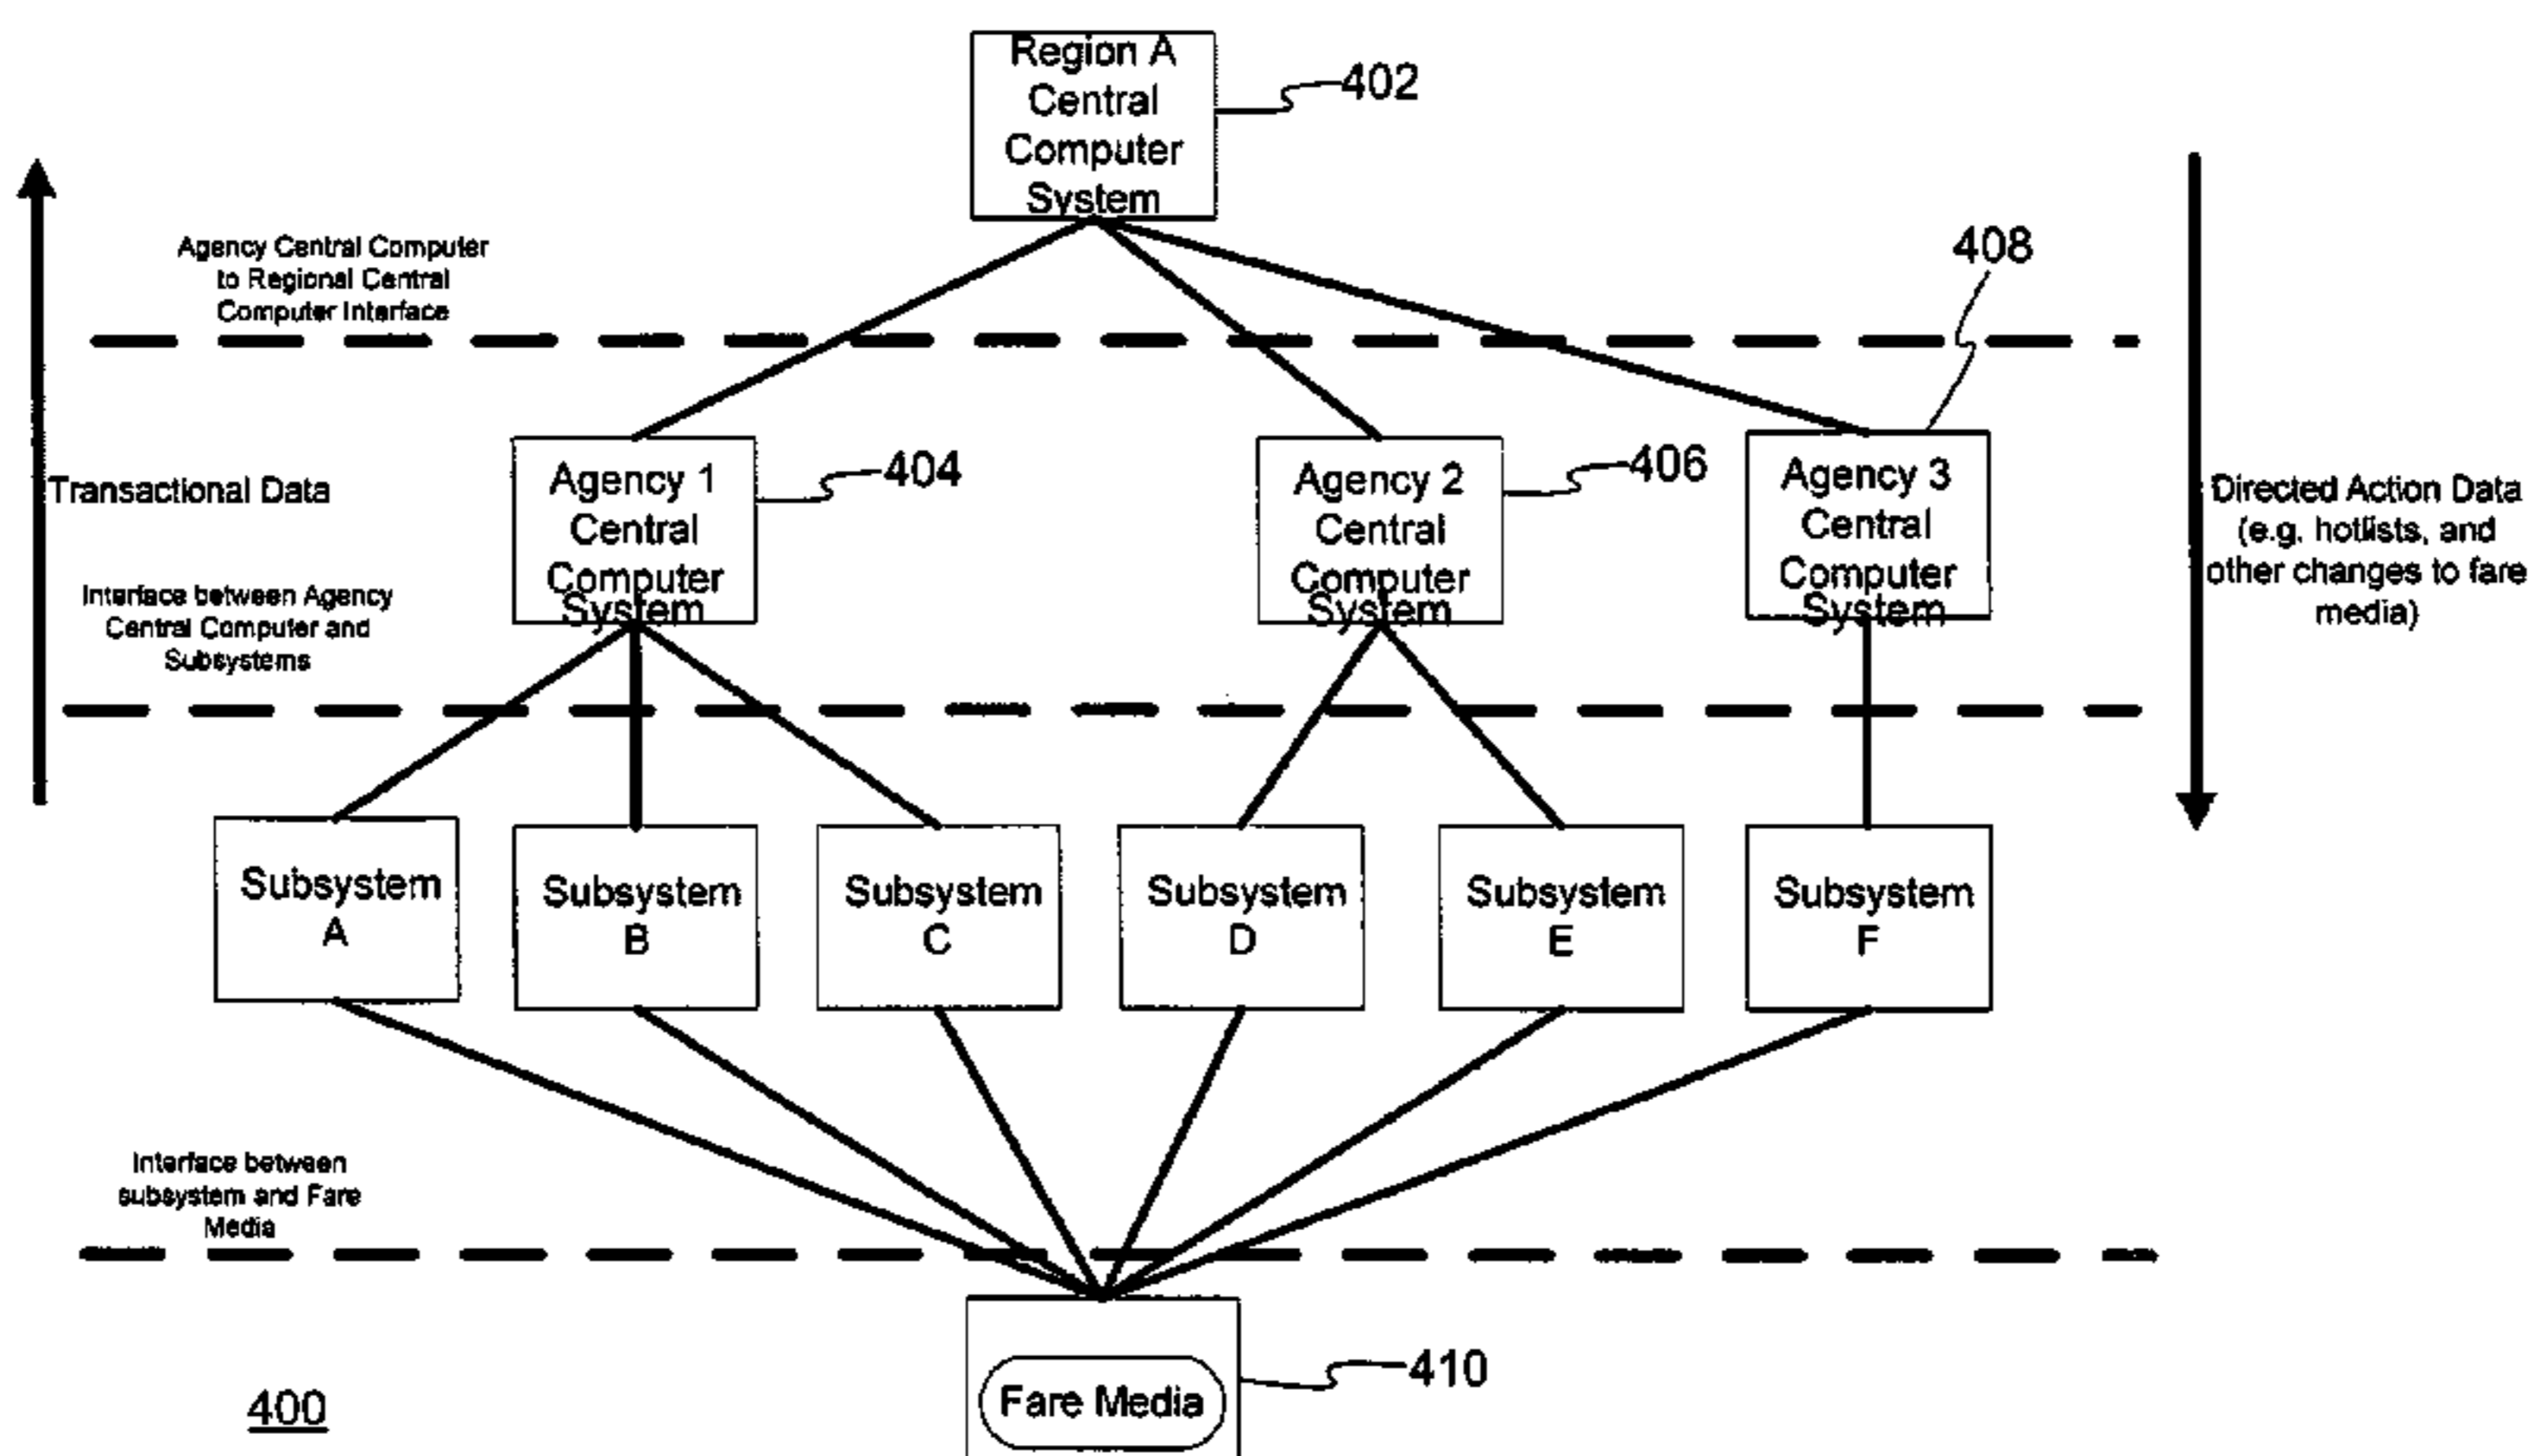 Region A
Central
Computer
System
402
Agency Central Computer
to Regional Central
Computer Interface
408
Transactional Data
Agency 1
Central
Computer
System
404
Agency 2
Central
Computer
System
406
Agency 3
Central
Computer
System
Directed Action Data
(e.g. hotlists, and
other changes to fare
media)
Interface between Agency
Central Computer and
Subsystems
Subsystem
A
Subsystem
B
Subsystem
C
Subsystem
D
Subsystem
E
Subsystem
F
Interface between
subsystem and Fare
Media
Fare Media
410
400